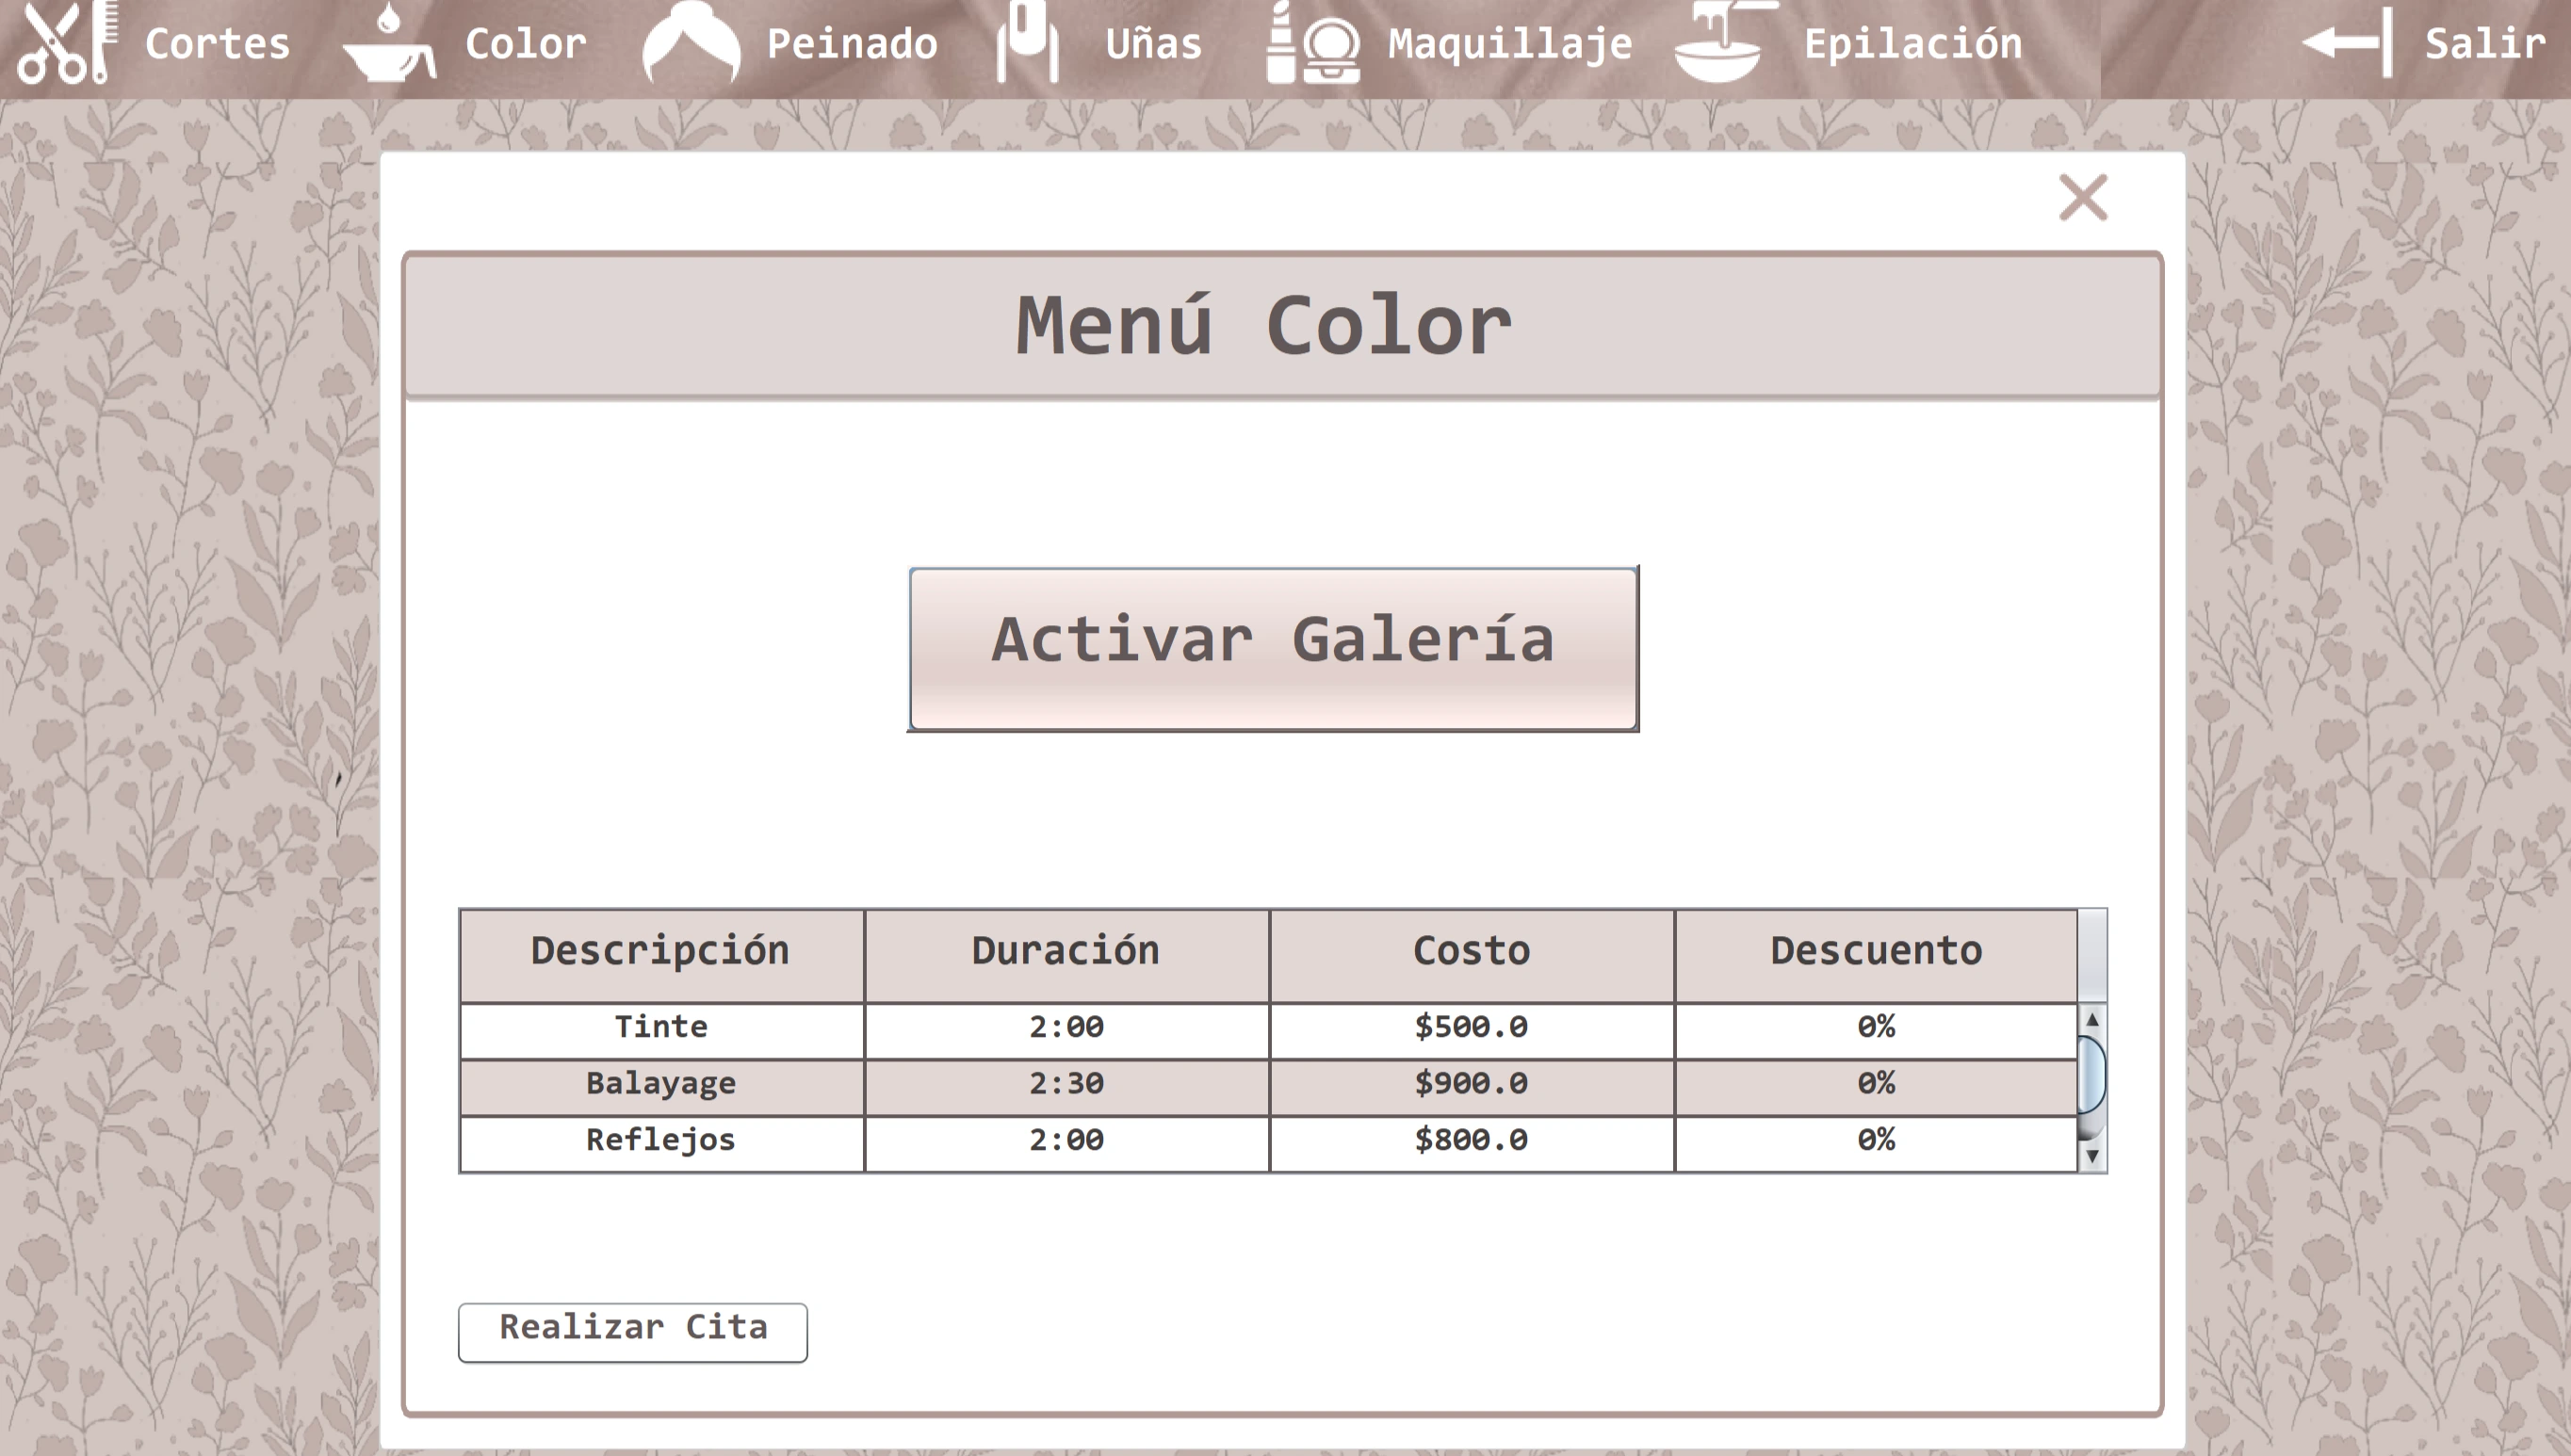 Cortes Color Peinado Uñas Maquillaje Epilación Salir
Menú Color
Activar Galería
Descripción Duración Costo Descuento
Tinte 2:00 $500.0 0%
Balayage 2:30 $900.0 0%
Reflejos 2:00 $800.0 0%
Realizar Cita